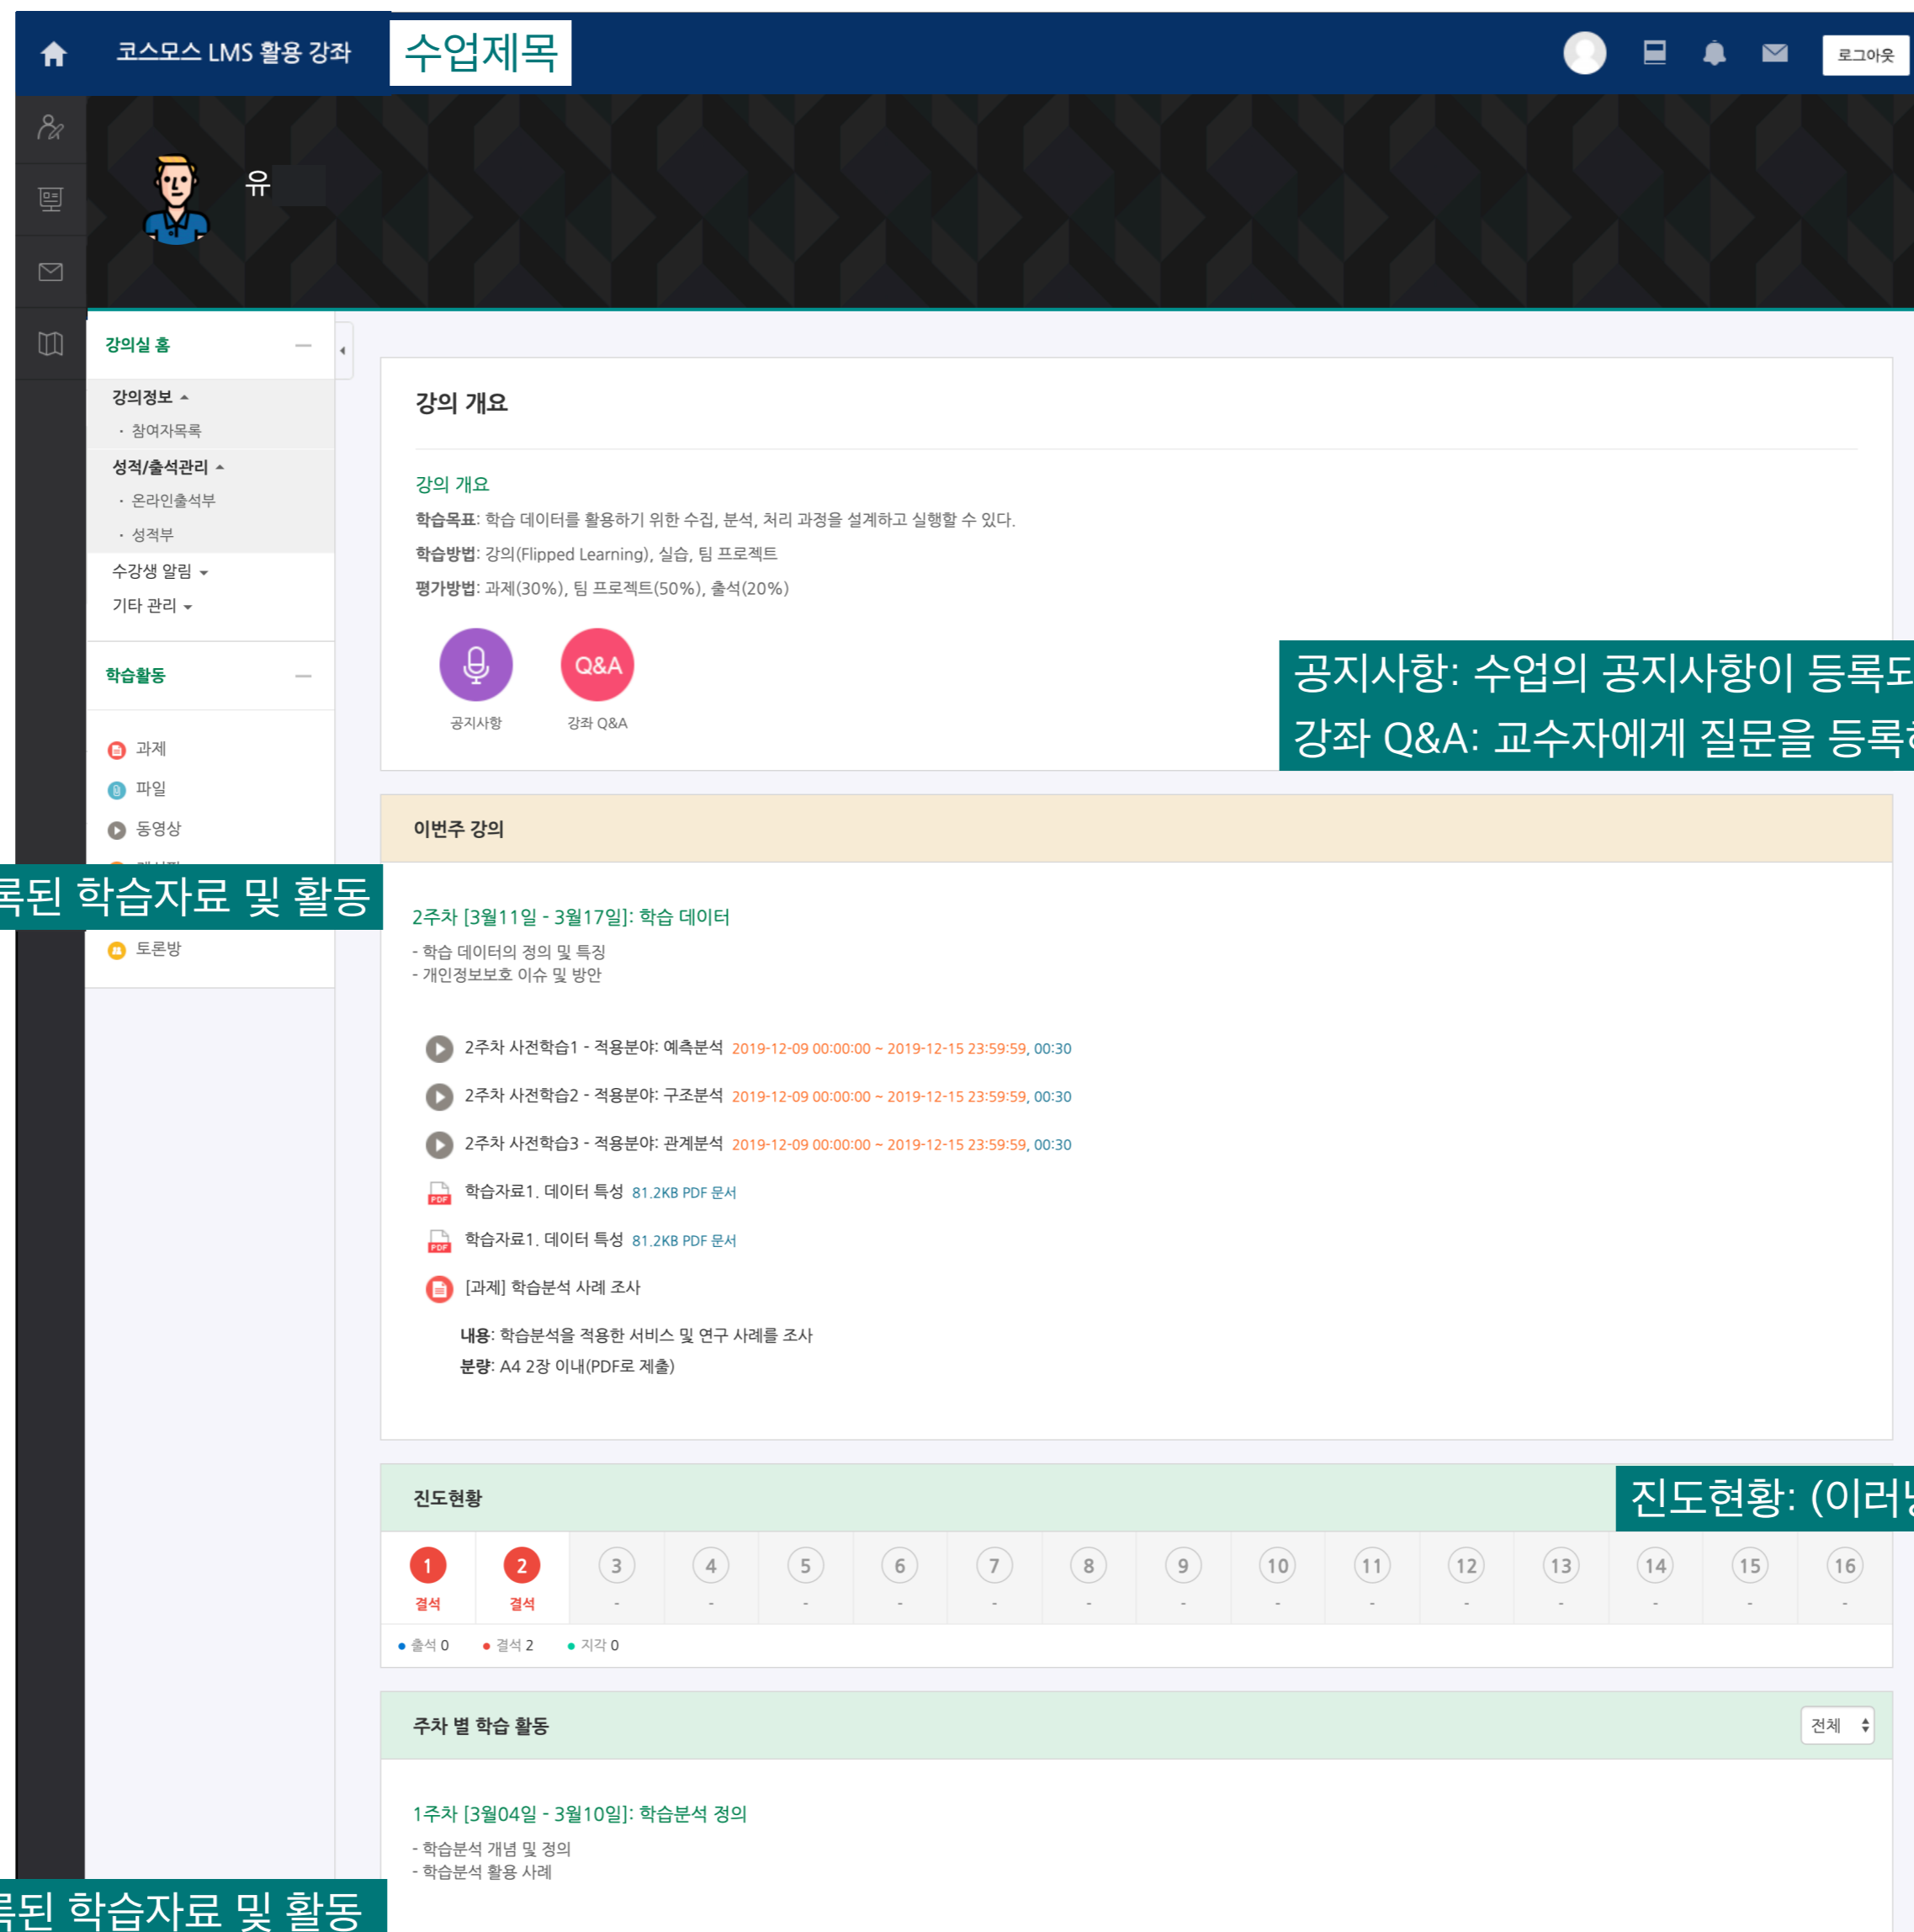 코스모스 LMS 활용 강좌
수업제목
로그아웃
유
강의실 홈
강의정보
· 참여자목록
성적/출석관리
· 온라인출석부
· 성적부
수강생 알림
기타 관리
학습활동
과제
파일
동영상
록된 학습자료 및 활동
토론방
강의 개요
강의 개요
학습목표: 학습 데이터를 활용하기 위한 수집, 분석, 처리 과정을 설계하고 실행할 수 있다.
학습방법: 강의(Flipped Learning), 실습, 팀 프로젝트
평가방법: 과제(30%), 팀 프로젝트(50%), 출석(20%)
Q&A
공지사항
강좌 Q&A
공지사항: 수업의 공지사항이 등록되
강좌 Q&A: 교수자에게 질문을 등록
이번주 강의
2주차 [3월11일 - 3월17일]: 학습 데이터
- 학습 데이터의 정의 및 특징
- 개인정보보호 이슈 및 방안
2주차 사전학습1 - 적용분야: 예측분석 2019-12-09 00:00:00 ~ 2019-12-15 23:59:59, 00:30
2주차 사전학습2 - 적용분야: 구조분석 2019-12-09 00:00:00 ~ 2019-12-15 23:59:59, 00:30
2주차 사전학습3 - 적용분야: 관계분석 2019-12-09 00:00:00 ~ 2019-12-15 23:59:59, 00:30
PDF 학습자료1. 데이터 특성 81.2KB PDF 문서
PDF 학습자료1. 데이터 특성 81.2KB PDF 문서
[과제] 학습분석 사례 조사
내용: 학습분석을 적용한 서비스 및 연구 사례를 조사
분량: A4 2장 이내(PDF로 제출)
진도현황
진도현황: (이러
1 2 3 4 5 6 7 8 9 10 11 12 13 14 15 16
결석 결석 - - - - - - - - - - - - - -
• 출석 0 • 결석 2 • 지각 0
주차 별 학습 활동
전체
1주차 [3월04일 - 3월10일]: 학습분석 정의
- 학습분석 개념 및 정의
- 학습분석 활용 사례
록된 학습자료 및 활동